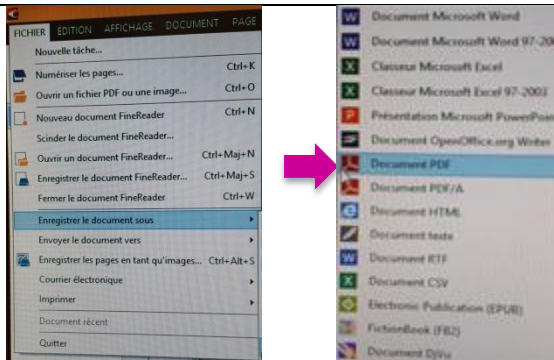 FICHIER EDITION AFFICHAGE DOCUMENT PAGE
Nouvelle tâche...
Numériser les pages... Ctrl+K
Ouvrir un fichier PDF ou une image... Ctrl+O
Nouveau document FineReader Ctrl+N
Scinder le document FineReader...
Ouvrir un document FineReader... Ctrl+Maj+N
Enregistrer le document FineReader... Ctrl+Maj+S
Fermer le document FineReader Ctrl+W
Enregistrer le document sous
Envoyer le document vers
Enregistrer les pages en tant qu'images... Ctrl+Alt+S
Courrier électronique
Imprimer
Document récent
Quitter
Document Microsoft Word
Document Microsoft Word 97-200
Classeur Microsoft Excel
Classeur Microsoft Excel 97-2003
Présentation Microsoft PowerPoin
Document OpenOffice.org Writer
Document PDF
Document PDF/A
Document HTML
Document texte
Document RTF
Document CSV
Electronic Publication (EPUB)
FictionBook (FB2)
Document DjVu